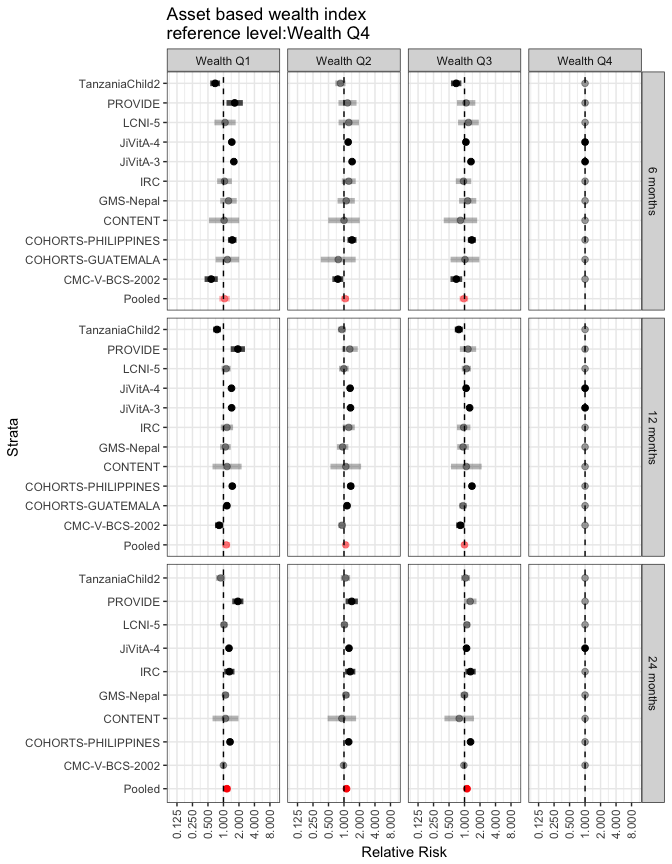 Asset based wealth index
reference level:Wealth Q4
Wealth Q1 Wealth Q2 Wealth Q3 Wealth Q4
TanzaniaChild2
PROVIDE
LCNI-5
JiVitA-4
JiVitA-3
IRC
GMS-Nepal
CONTENT
COHORTS-PHILIPPINES
COHORTS-GUATEMALA
CMC-V-BCS-2002
Pooled
6 months
TanzaniaChild2
PROVIDE
LCNI-5
JiVitA-4
JiVitA-3
IRC
GMS-Nepal
CONTENT
COHORTS-PHILIPPINES
COHORTS-GUATEMALA
CMC-V-BCS-2002
Pooled
12 months
TanzaniaChild2
PROVIDE
LCNI-5
JiVitA-4
IRC
GMS-Nepal
CONTENT
COHORTS-PHILIPPINES
CMC-V-BCS-2002
Pooled
24 months
Strata
0.125 0.250 0.500 1.000 2.000 4.000 8.000 0.125 0.250 0.500 1.000 2.000 4.000 8.000 0.125 0.250 0.500 1.000 2.000 4.000 8.000 0.125 0.250 0.500 1.000 2.000 4.000 8.000
Relative Risk